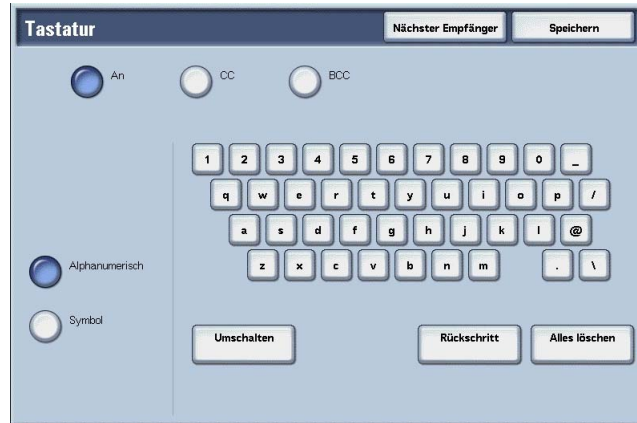 Tastatur Nächster Empfänger Speichern
An CC BCC
1 2 3 4 5 6 7 8 9 0 _
q w e r t y u i o p /
a s d f g h j k l @
Alphanumerisch
z x c v b n m . \
Symbol
Umschalten Rückschritt Alles löschen